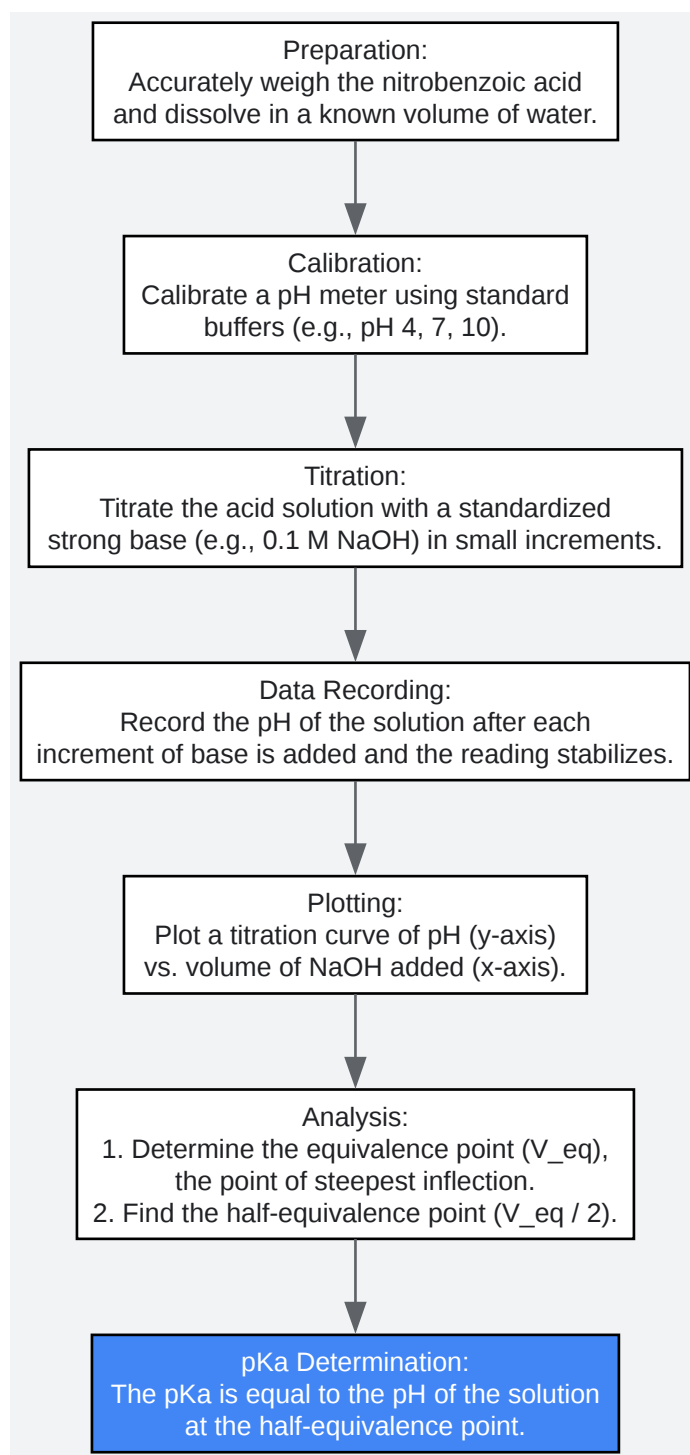 Preparation:
Accurately weigh the nitrobenzoic acid
and dissolve in a known volume of water.
Calibration:
Calibrate a pH meter using standard
buffers (e.g., pH 4, 7, 10).
Titration:
Titrate the acid solution with a standardized
strong base (e.g., 0.1 M NaOH) in small increments.
Data Recording:
Record the pH of the solution after each
increment of base is added and the reading stabilizes.
Plotting:
Plot a titration curve of pH (y-axis)
vs. volume of NaOH added (x-axis).
Analysis:
1. Determine the equivalence point (V_eq),
the point of steepest inflection.
2. Find the half-equivalence point (V_eq / 2).
pKa Determination:
The pKa is equal to the pH of the solution
at the half-equivalence point.